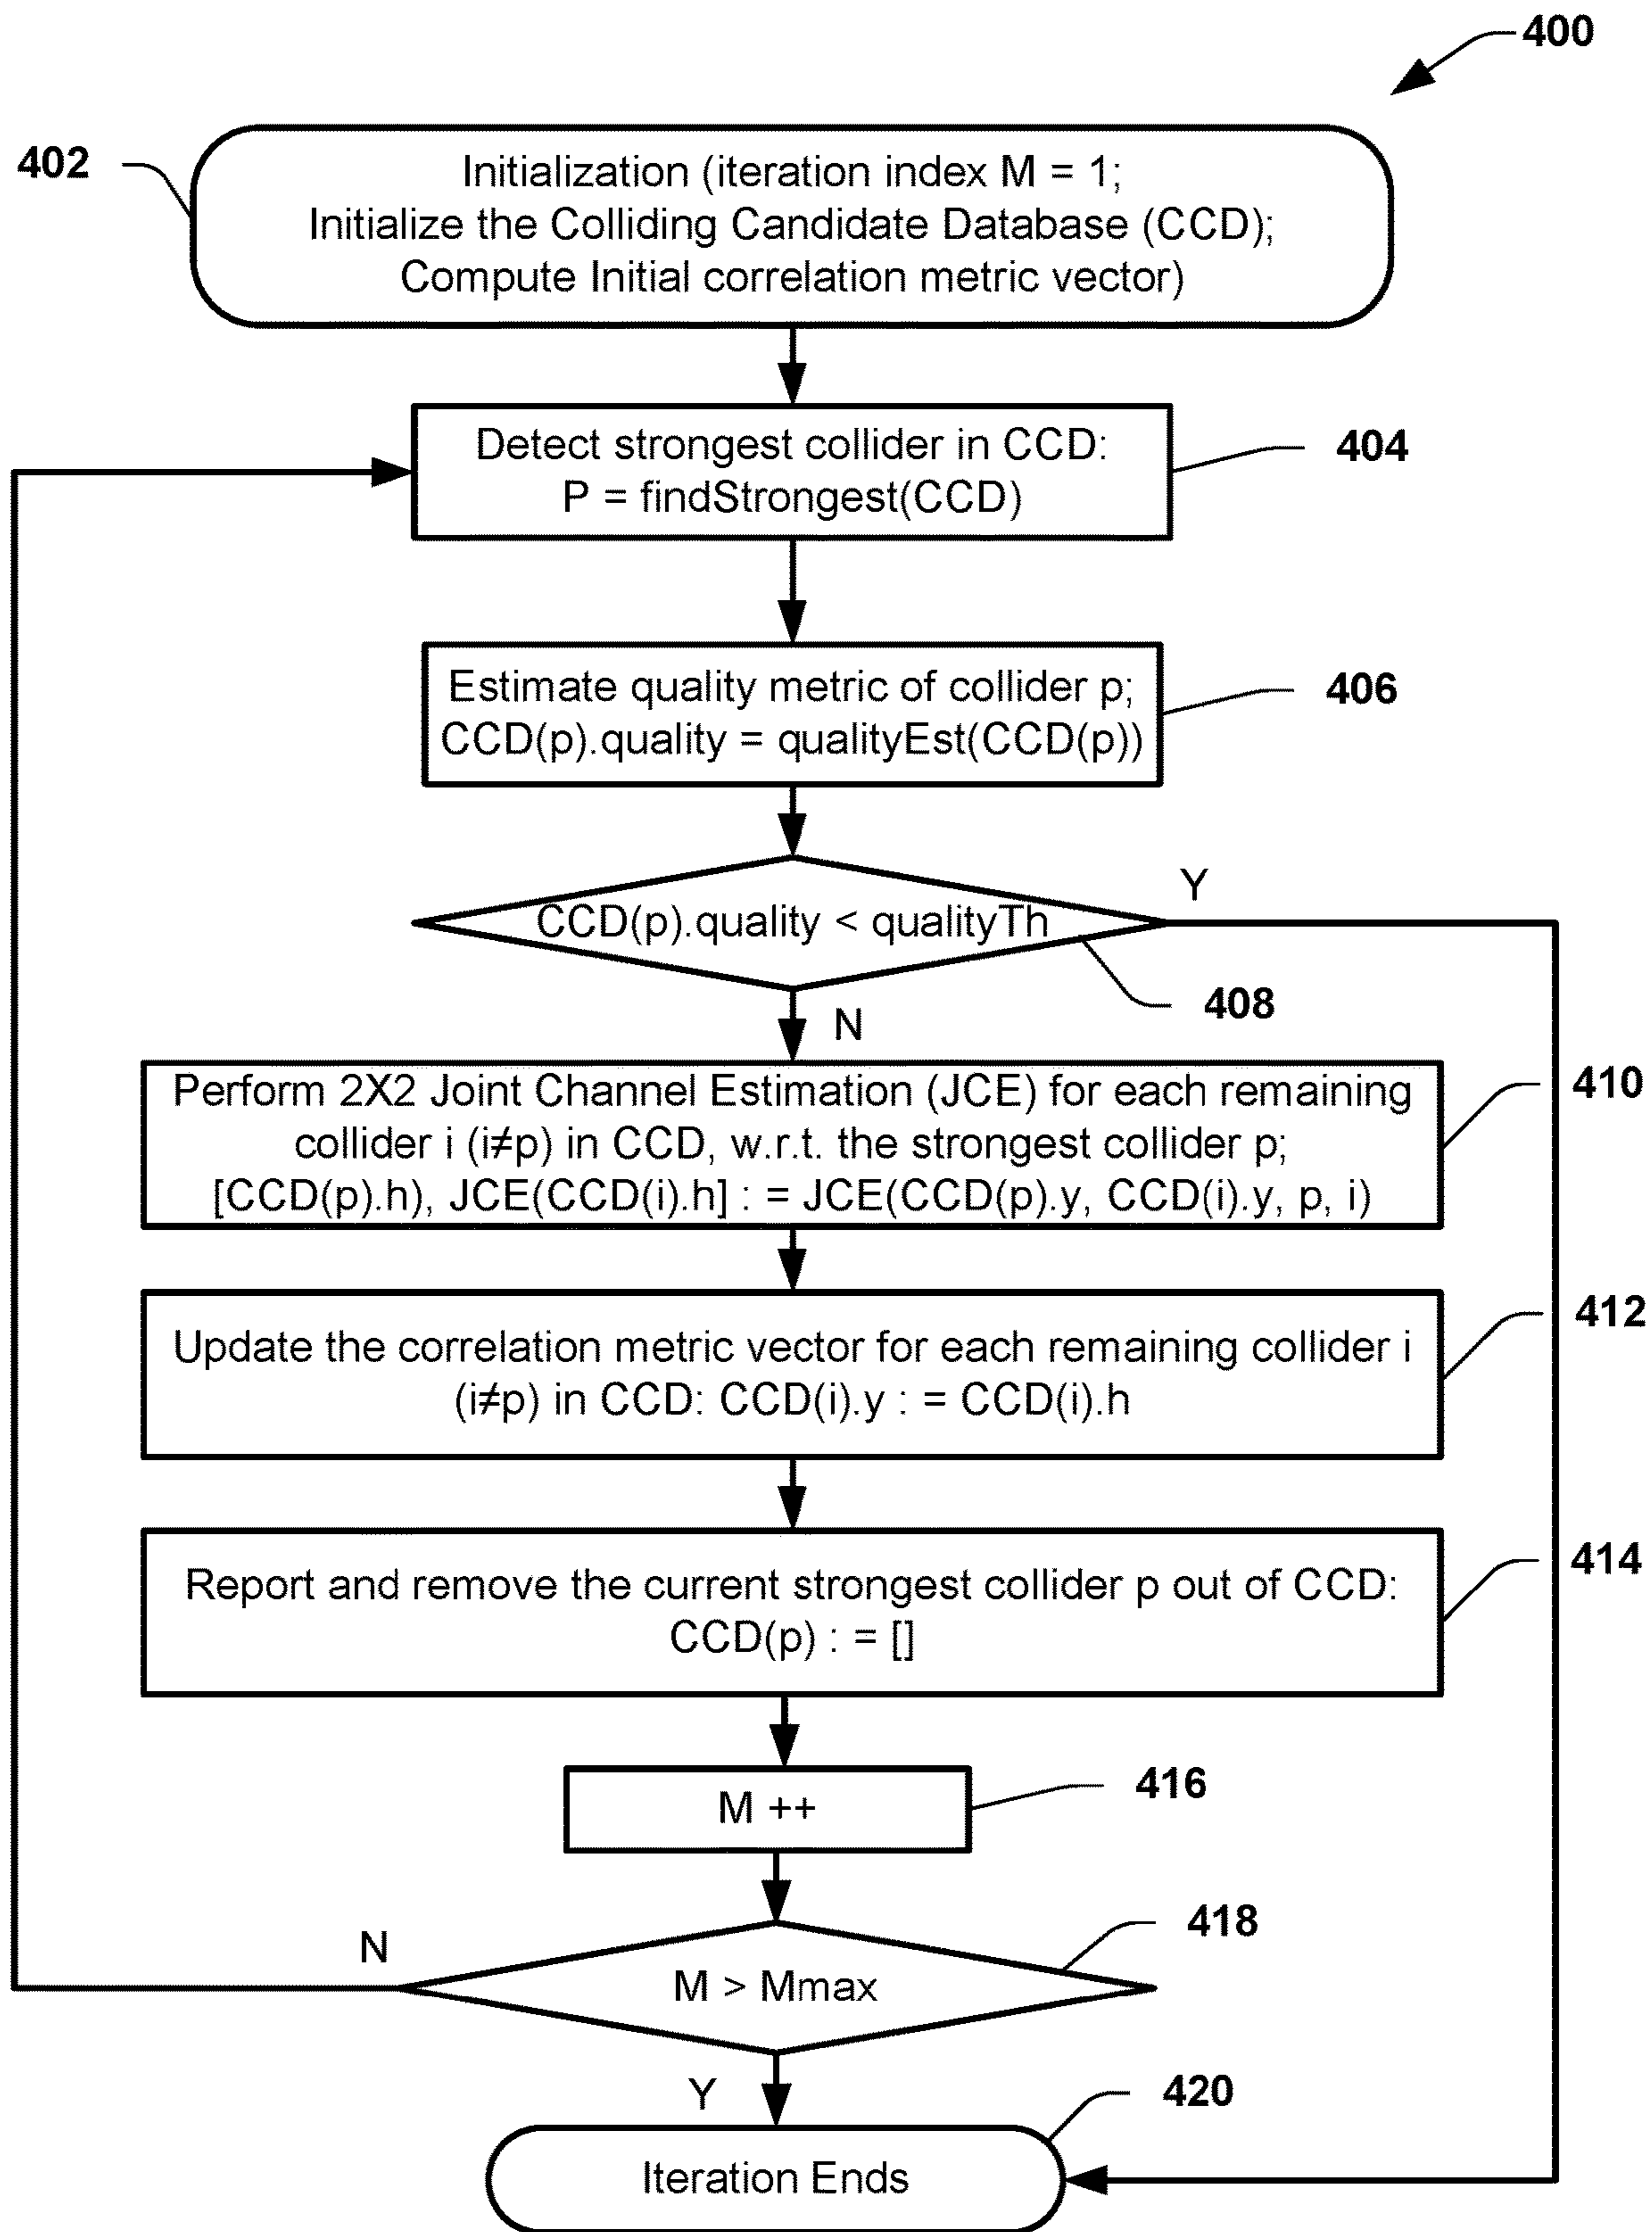 400
402
Initialization (iteration index M = 1;
Initialize the Colliding Candidate Database (CCD);
Compute Initial correlation metric vector)
Detect strongest collider in CCD:
P = findStrongest(CCD)
404
Estimate quality metric of collider p;
CCD(p).quality = qualityEst(CCD(p))
406
CCD(p).quality < qualityTh
Y
408
N
Perform 2X2 Joint Channel Estimation (JCE) for each remaining
collider i (i≠p) in CCD, w.r.t. the strongest collider p;
[CCD(p).h), JCE(CCD(i).h] : = JCE(CCD(p).y, CCD(i).y, p, i)
410
Update the correlation metric vector for each remaining collider i
(i≠p) in CCD: CCD(i).y : = CCD(i).h
412
Report and remove the current strongest collider p out of CCD:
CCD(p) : = []
414
M ++
416
N
M > Mmax
418
Y
420
Iteration Ends